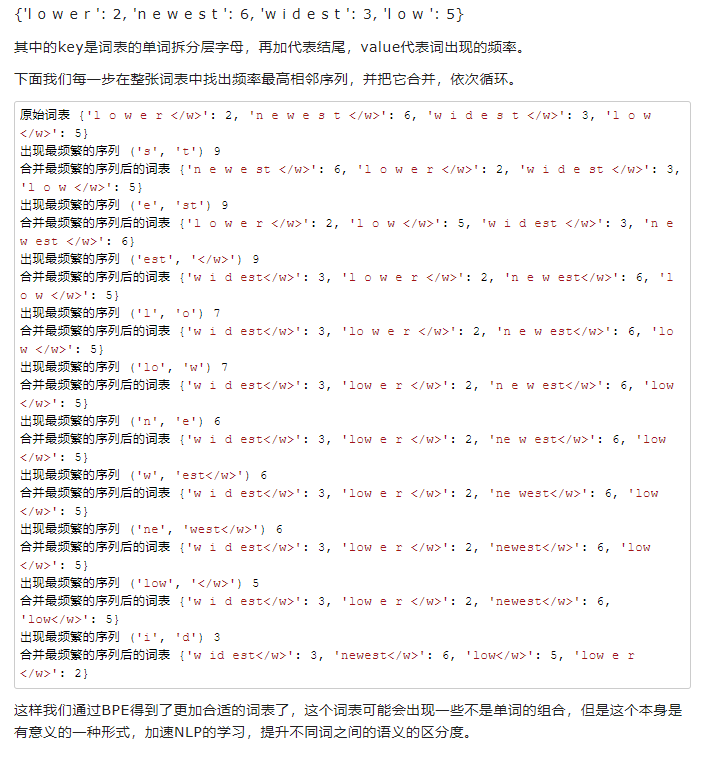 {'l o w e r ': 2, 'n e w e s t ': 6, 'w i d e s t ': 3, 'l o w ': 5}
其中的key是词表的单词拆分层字母，再加代表结尾，value代表词出现的频率。
下面我们每一步在整张词表中找出频率最高相邻序列，并把它合并，依次循环。
原始词表 {'l o w e r </w>': 2, 'n e w e s t </w>': 6, 'w i d e s t </w>': 3, 'l o w
</w>': 5}
出现最频繁的序列 ('s', 't') 9
合并最频繁的序列后的词表 {'n e w e st </w>': 6, 'l o w e r </w>': 2, 'w i d e st </w>': 3,
'l o w </w>': 5}
出现最频繁的序列 ('e', 'st') 9
合并最频繁的序列后的词表 {'l o w e r </w>': 2, 'l o w </w>': 5, 'w i d est </w>': 3, 'n e
w est </w>': 6}
出现最频繁的序列 ('est', '</w>') 9
合并最频繁的序列后的词表 {'w i d est</w>': 3, 'l o w e r </w>': 2, 'n e w est</w>': 6, 'l
o w </w>': 5}
出现最频繁的序列 ('l', 'o') 7
合并最频繁的序列后的词表 {'w i d est</w>': 3, 'lo w e r </w>': 2, 'n e w est</w>': 6, 'lo
w </w>': 5}
出现最频繁的序列 ('lo', 'w') 7
合并最频繁的序列后的词表 {'w i d est</w>': 3, 'low e r </w>': 2, 'n e w est</w>': 6, 'low
</w>': 5}
出现最频繁的序列 ('n', 'e') 6
合并最频繁的序列后的词表 {'w i d est</w>': 3, 'low e r </w>': 2, 'ne w est</w>': 6, 'low
</w>': 5}
出现最频繁的序列 ('w', 'est</w>') 6
合并最频繁的序列后的词表 {'w i d est</w>': 3, 'low e r </w>': 2, 'ne west</w>': 6, 'low
</w>': 5}
出现最频繁的序列 ('ne', 'west</w>') 6
合并最频繁的序列后的词表 {'w i d est</w>': 3, 'low e r </w>': 2, 'newest</w>': 6, 'low
</w>': 5}
出现最频繁的序列 ('low', '</w>') 5
合并最频繁的序列后的词表 {'w i d est</w>': 3, 'low e r </w>': 2, 'newest</w>': 6,
'low</w>': 5}
出现最频繁的序列 ('i', 'd') 3
合并最频繁的序列后的词表 {'w id est</w>': 3, 'newest</w>': 6, 'low</w>': 5, 'low e r
</w>': 2}
这样我们通过BPE得到了更加合适的词表了，这个词表可能会出现一些不是单词的组合，但是这个本身是
有意义的一种形式，加速NLP的学习，提升不同词之间的语义的区分度。